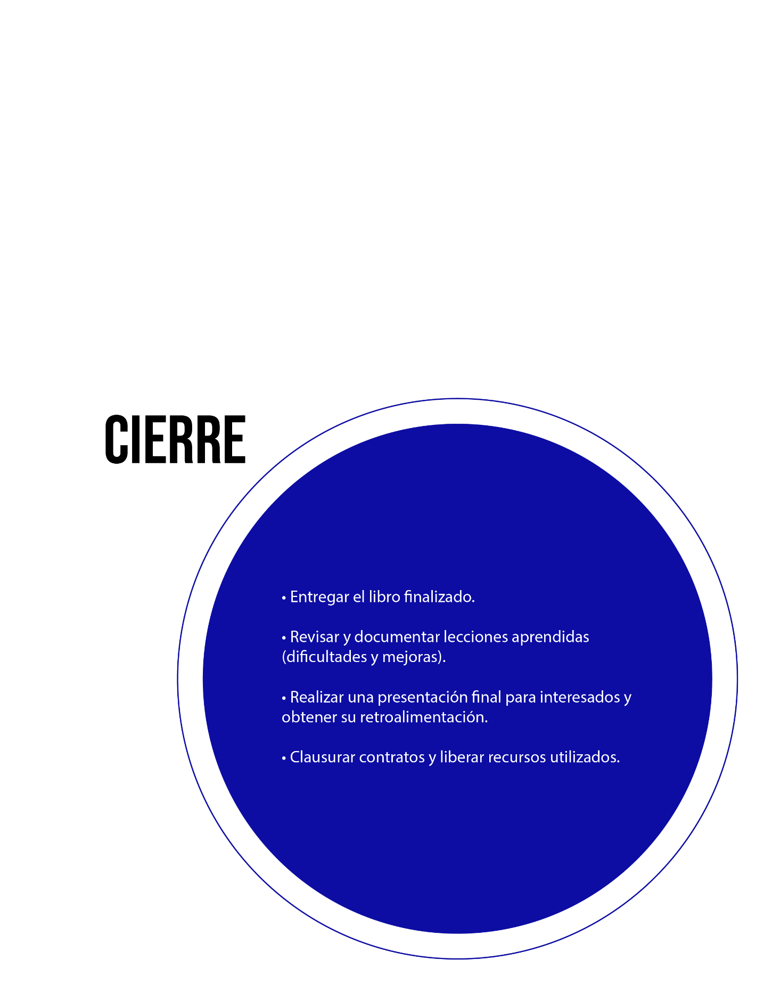 CIERRE
• Entregar el libro finalizado.
• Revisar y documentar lecciones aprendidas
(dificultades y mejoras).
• Realizar una presentación final para interesados y
obtener su retroalimentación.
• Clausurar contratos y liberar recursos utilizados.